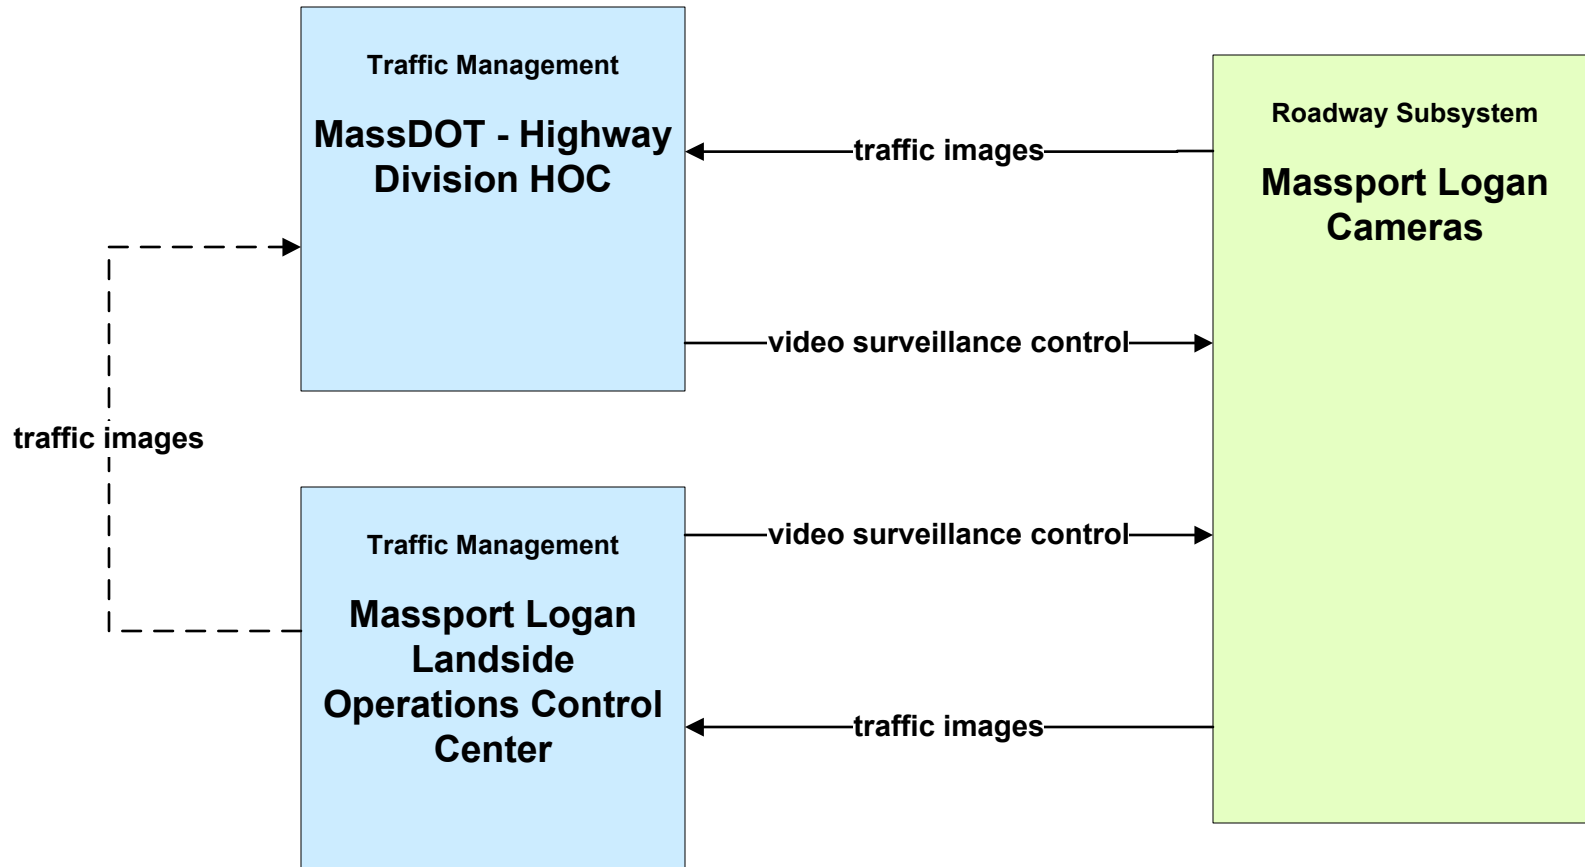 Traffic Management
MassDOT - Highway
Division HOC
traffic images
Roadway Subsystem
Massport Logan
Cameras
video surveillance control
traffic images
Traffic Management
Massport Logan
Landside
Operations Control
Center
video surveillance control
traffic images